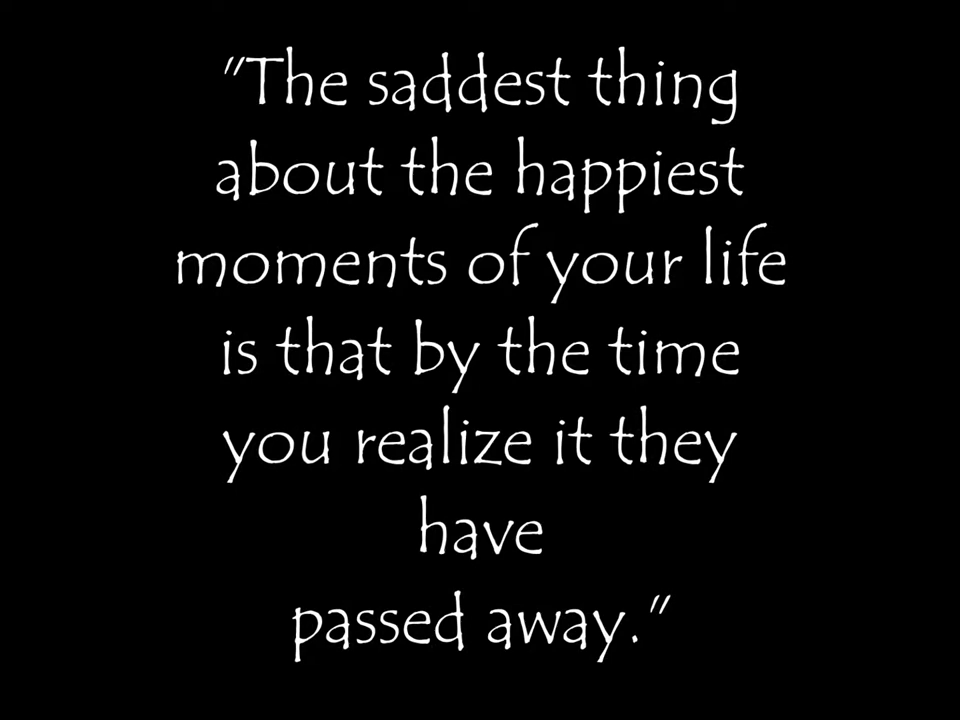 "The saddest thing
about the happiest
moments of your life
is that by the time
you realize it they
have
passed away."